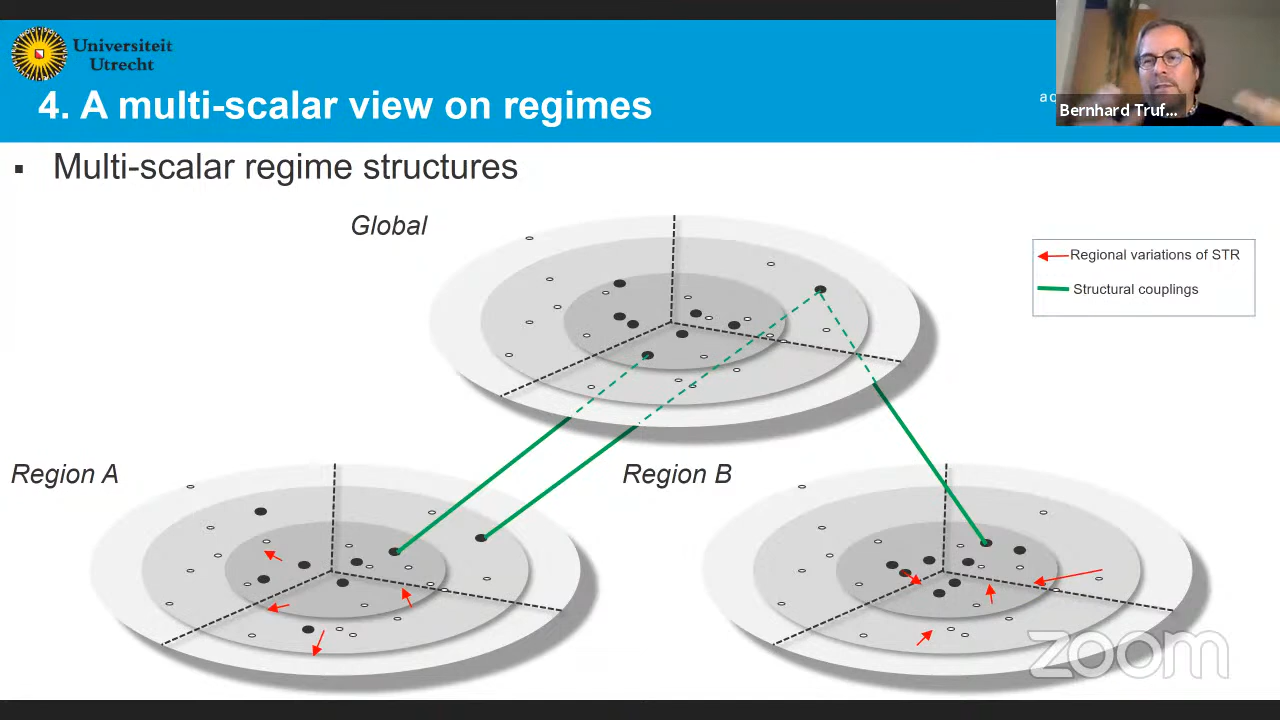 Universiteit
Utrecht
4. A multi-scalar view on regimes
Bernhard Truf...
▪ Multi-scalar regime structures
Global
Regional variations of STR
Structural couplings
Region A
Region B
zoom